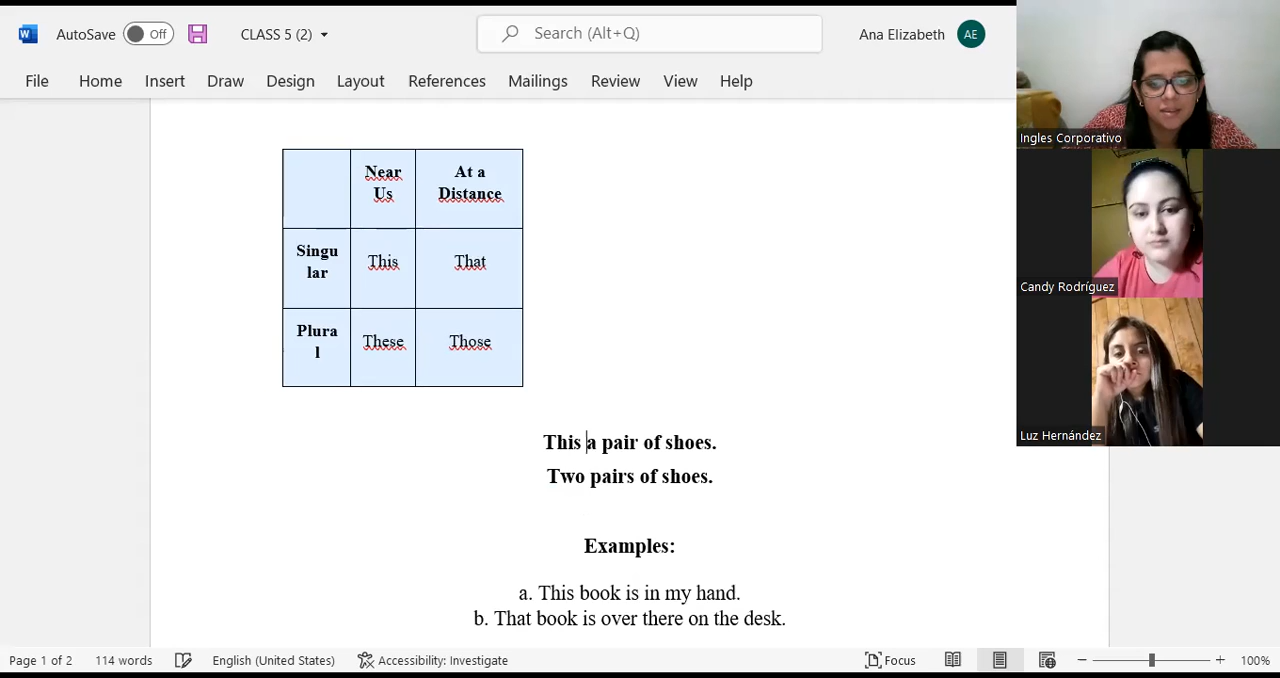 AutoSave Off CLASS 5 (2) Search (Alt+Q) Ana Elizabeth AE
File Home Insert Draw Design Layout References Mailings Review View Help
Near Us At a Distance
Singular This That
Plural These Those
This a pair of shoes.
Two pairs of shoes.
Examples:
a. This book is in my hand.
b. That book is over there on the desk.
Ingles Corporativo
Candy Rodríguez
Luz Hernández
Page 1 of 2 114 words English (United States) Accessibility: Investigate Focus 100%